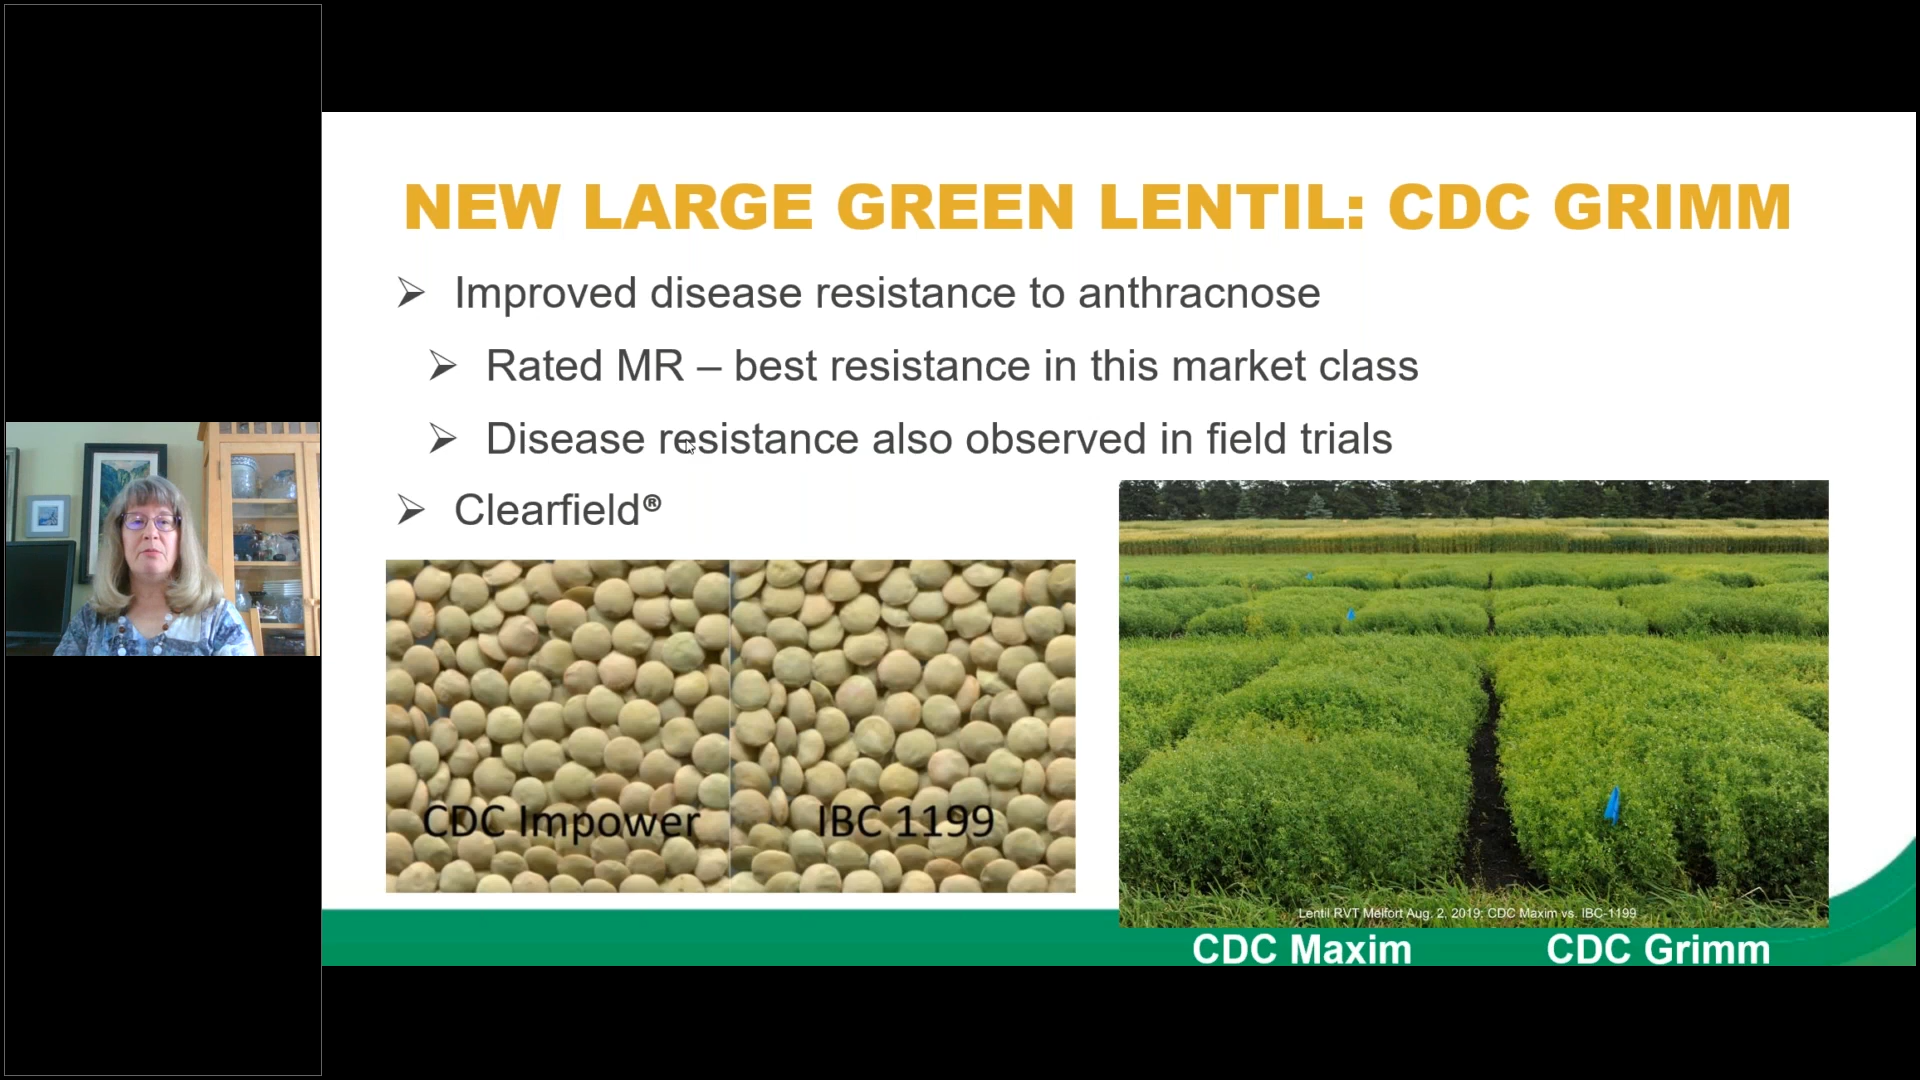 NEW LARGE GREEN LENTIL: CDC GRIMM
➢ Improved disease resistance to anthracnose
➢ Rated MR – best resistance in this market class
➢ Disease resistance also observed in field trials
➢ Clearfield®
CDC Impower
IBC 1199
Lentil RVT Melfort Aug. 2, 2019: CDC Maxim vs. IBC-1199
CDC Maxim
CDC Grimm